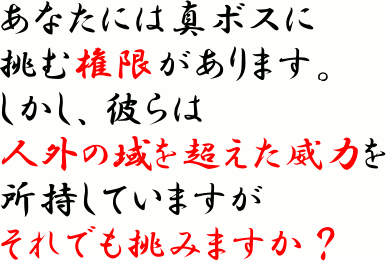 あなたには真ボスに
挑む権限があります。
しかし、彼らは
人外の域を超えた威力を
所持していますが
それでも挑みますか？